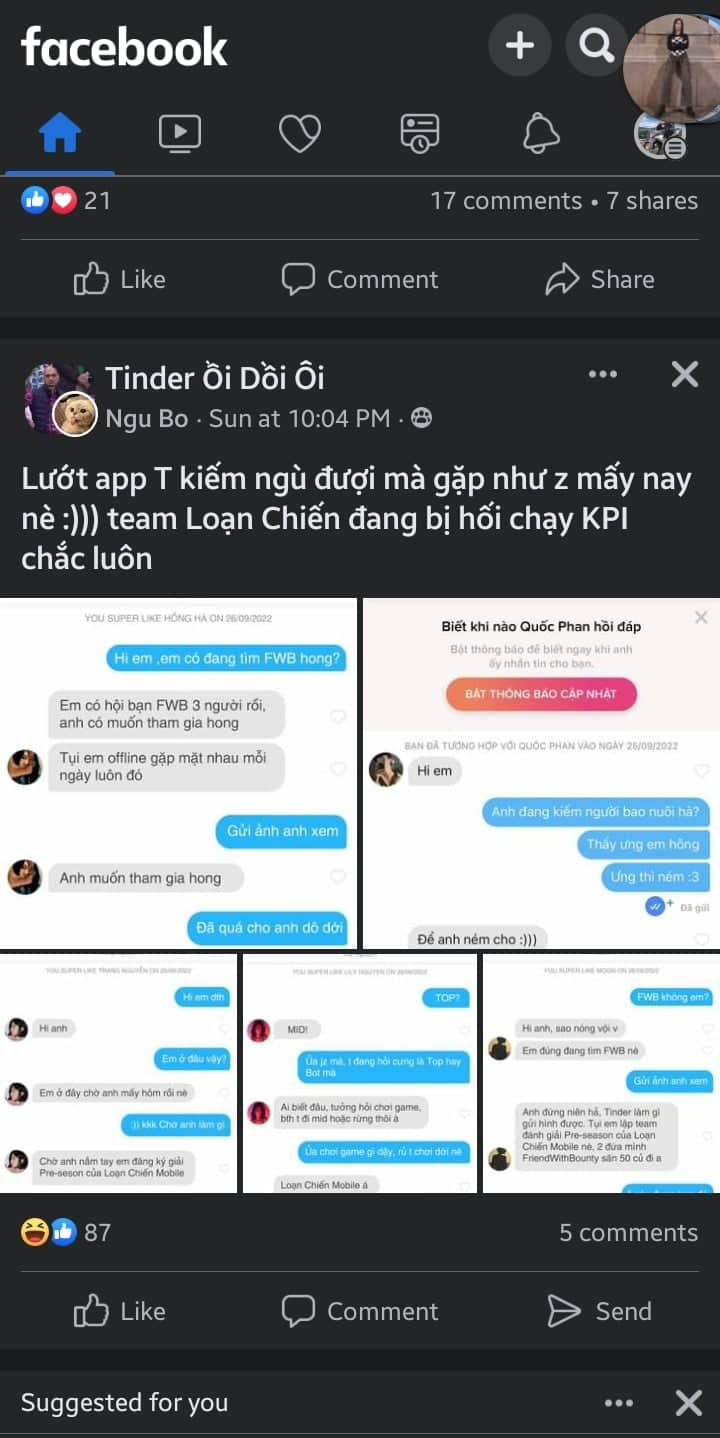 facebook
21
17 comments • 7 shares
Like
Comment
Share
Tinder Ồi Dồi Ôi
Ngu Bo · Sun at 10:04 PM ·
Lướt app T kiếm ngù đượi mà gặp như z mấy nay
nè :))) team Loạn Chiến đang bị hối chạy KPI
chắc luôn
YOU SUPER LIKE HỒNG HÀ ON 26/09/2022
Hi em ,em có đang tìm FWB hong?
Em có hội bạn FWB 3 người rồi,
anh có muốn tham gia hong
Tụi em offline gặp mặt nhau mỗi
ngày luôn đó
Gửi ảnh anh xem
Anh muốn tham gia hong
Đã quá cho anh dô dới
Biết khi nào Quốc Phan hồi đáp
Bật thông báo để biết ngay khi anh
ấy nhắn tin cho bạn.
BẬT THÔNG BÁO CẬP NHẬT
BẠN ĐÃ TƯƠNG HỢP VỚI QUỐC PHAN VÀO NGÀY 25/09/2022
Hi em
Anh đang kiếm người bao nuôi hả?
Thấy ưng em hông
Ưng thì ném :3
Đã gửi
Để anh ném cho :)))
YOU SUPER LIKE TRANG NGUYỄN ON 25/09/2022
Hi em dth
Hi anh
Em ở đâu vậy?
Em ở đây chờ anh mấy hôm rồi nè
:)) kkk Chờ anh làm gì
Chờ anh nắm tay em đăng ký giải
Pre-seson của Loạn Chiến Mobile
YOU SUPER LIKE LILY NGUYEN ON 26/09/2022
TOP?
MID!
Ủa jz má, t đang hỏi cưng là Top hay
Bot mà
Ai biết đâu, tưởng hỏi chơi game,
bth t đi mid hoặc rừng thôi à
Ủa chơi game gì dậy, rủ t chơi dới nè
Loạn Chiến Mobile á
YOU SUPER LIKE MOON ON 26/09/2022
FWB không em?
Hi anh, sao nóng vội v
Em đúng đang tìm FWB nè
Gửi ảnh anh xem
Anh đừng niên hả, Tinder làm gì
gửi hình được. Tụi em lập team
đánh giải Pre-season của Loạn
Chiến Mobile nè, 2 đứa mình
FriendWithBounty săn 50 củ đi a
87
5 comments
Like
Comment
Send
Suggested for you